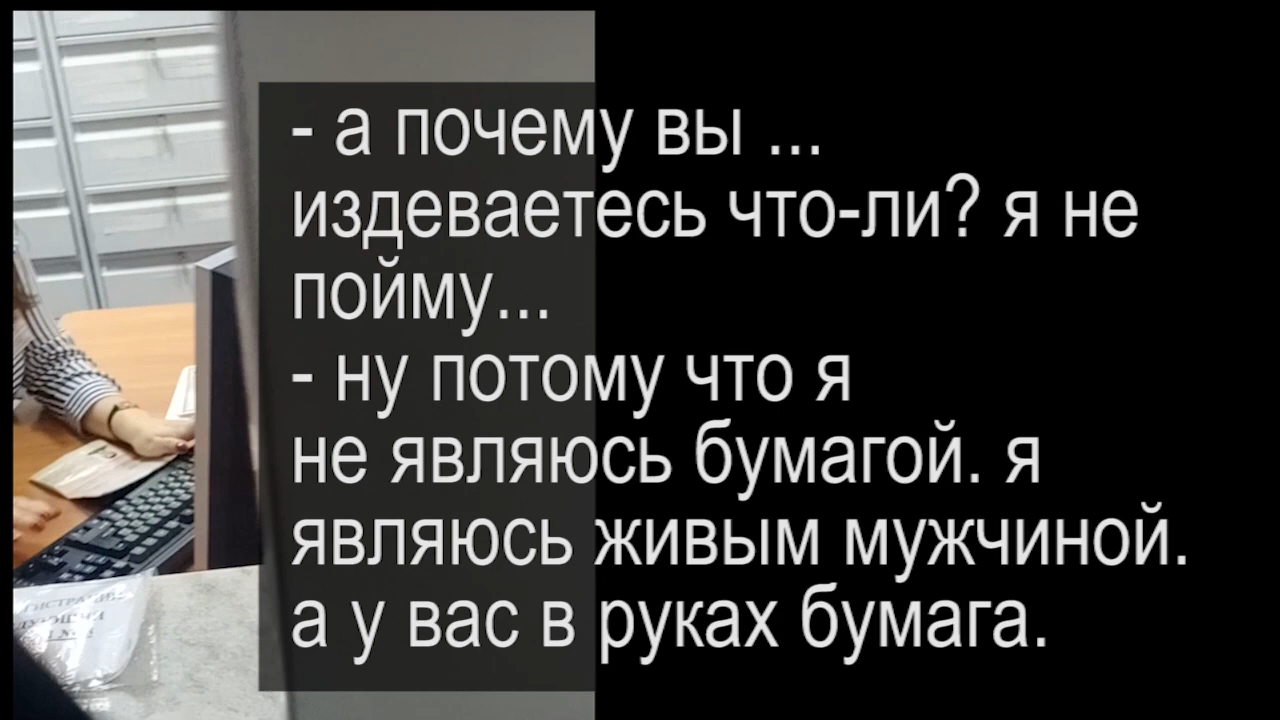 - а почему вы ...
издеваетесь что-ли? я не
пойму...
- ну потому что я
не являюсь бумагой. я
являюсь живым мужчиной.
а у вас в руках бумага.